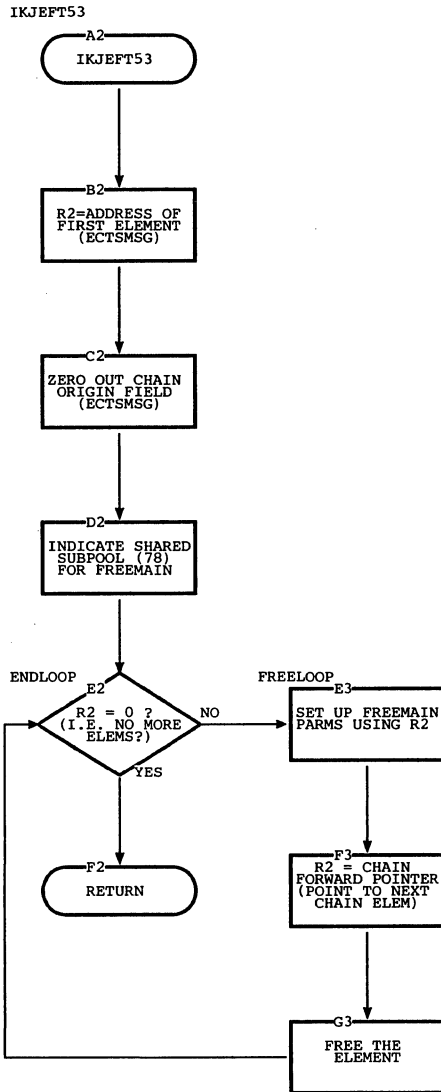 IKJEFT53
A2
IKJEFT53
B2
R2=ADDRESS OF
FIRST ELEMENT
(ECTSMSG)
C2
ZERO OUT CHAIN
ORIGIN FIELD
(ECTSMSG)
D2
INDICATE SHARED
SUBPOOL (78)
FOR FREEMAIN
ENDLOOP
E2
R2 = 0 ?
(I.E. NO MORE
ELEMS?)
NO
YES
FREELOOP
E3
SET UP FREEMAIN
PARMS USING R2
F2
RETURN
F3
R2 = CHAIN
FORWARD POINTER
(POINT TO NEXT
CHAIN ELEM)
G3
FREE THE
ELEMENT